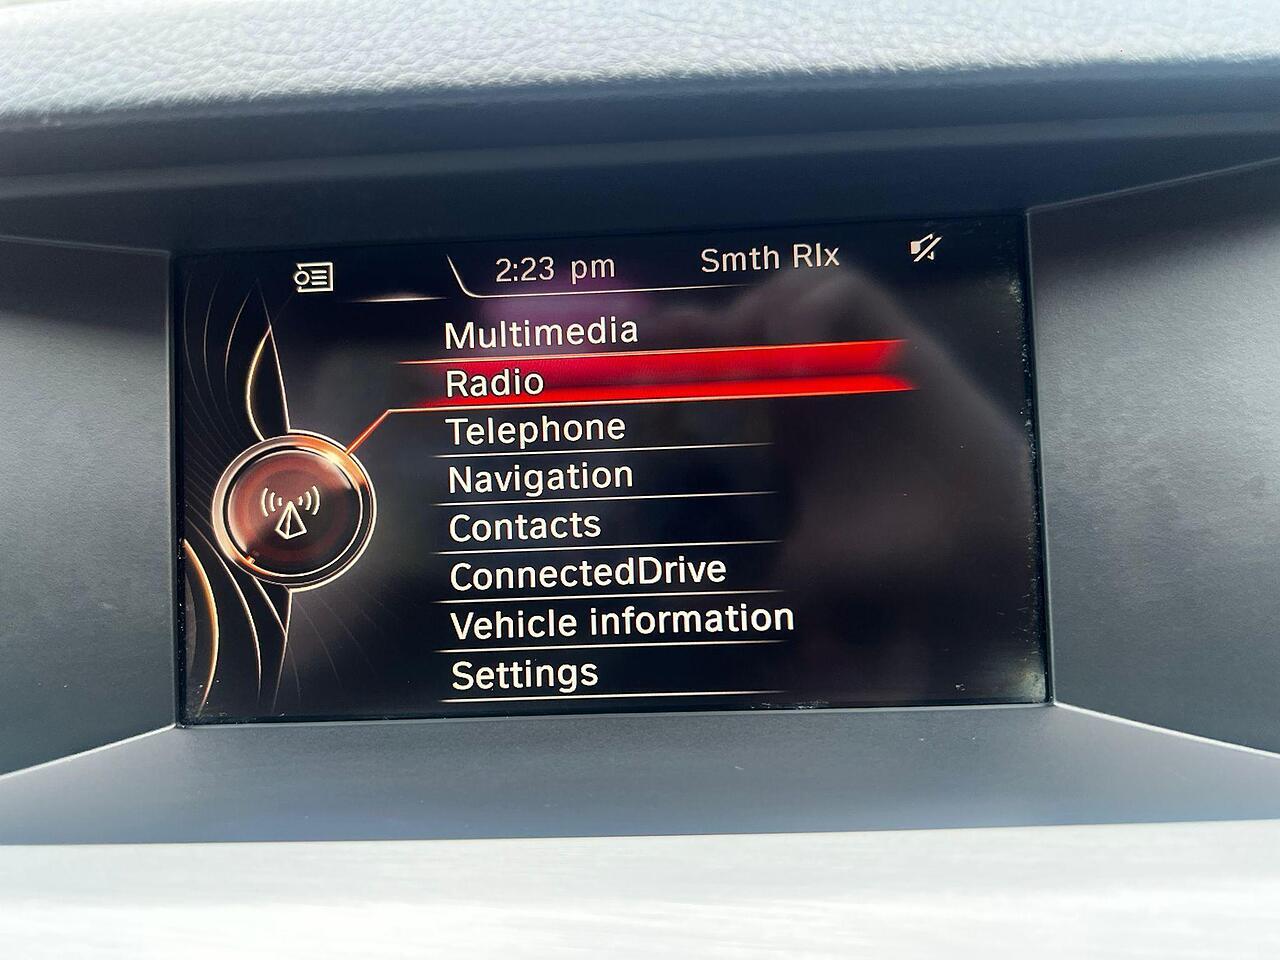 2:23 pm Smth Rlx
Multimedia
Radio
Telephone
Navigation
Contacts
ConnectedDrive
Vehicle information
Settings